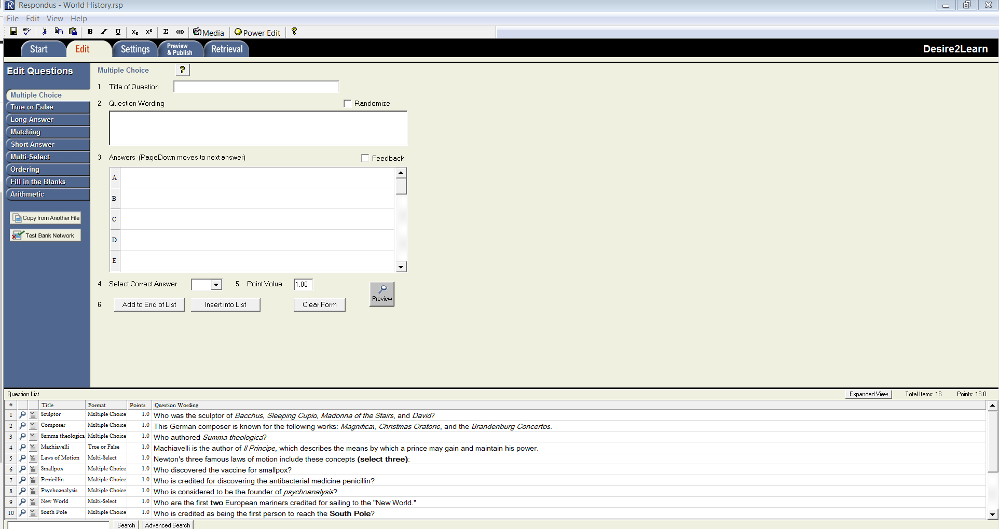 Respondus - World History.rsp
File Edit View Help
ABC B I U X₂ X² Σ <H> Media Power Edit ?
Start Edit Settings Preview & Publish Retrieval Desire2Learn
Edit Questions
Multiple Choice
True or False
Long Answer
Matching
Short Answer
Multi-Select
Ordering
Fill in the Blanks
Arithmetic
Copy from Another File
Test Bank Network
Multiple Choice ?
1. Title of Question
2. Question Wording Randomize
3. Answers (PageDown moves to next answer) Feedback
A
B
C
D
E
4. Select Correct Answer 5. Point Value 1.00
Preview
6. Add to End of List Insert into List Clear Form
Question List Expanded View Total Items: 16 Points: 16.0
# Title Format Points Question Wording
1 Sculptor Multiple Choice 1.0 Who was the sculptor of Bacchus, Sleeping Cupid, Madonna of the Stairs, and David?
2 Composer Multiple Choice 1.0 This German composer is known for the following works: Magnificat, Christmas Oratorio, and the Brandenburg Concertos.
3 Summa theologica Multiple Choice 1.0 Who authored Summa theologica?
4 Machiavelli True or False 1.0 Machiavelli is the author of Il Principe, which describes the means by which a prince may gain and maintain his power.
5 Laws of Motion Multi-Select 1.0 Newton's three famous laws of motion include these concepts (select three):
6 Smallpox Multiple Choice 1.0 Who discovered the vaccine for smallpox?
7 Penicillin Multiple Choice 1.0 Who is credited for discovering the antibacterial medicine penicillin?
8 Psychoanalysis Multiple Choice 1.0 Who is considered to be the founder of psychoanalysis?
9 New World Multi-Select 1.0 Who are the first two European mariners credited for sailing to the "New World."
10 South Pole Multiple Choice 1.0 Who is credited as being the first person to reach the South Pole?
Search Advanced Search